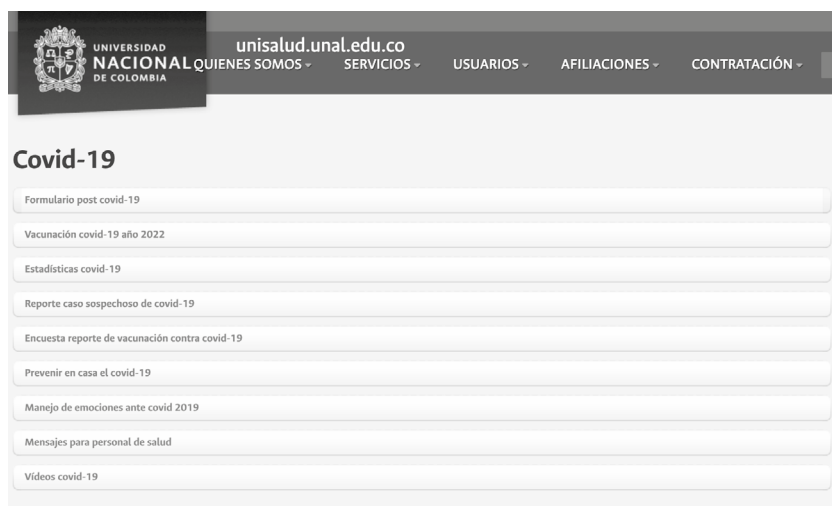 UNIVERSIDAD
NACIONAL
DE COLOMBIA
unisalud.unal.edu.co
QUIENES SOMOS
SERVICIOS
USUARIOS
AFILIACIONES
CONTRATACIÓN
Covid-19
Formulario post covid-19
Vacunación covid-19 año 2022
Estadísticas covid-19
Reporte caso sospechoso de covid-19
Encuesta reporte de vacunación contra covid-19
Prevenir en casa el covid-19
Manejo de emociones ante covid 2019
Mensajes para personal de salud
Vídeos covid-19